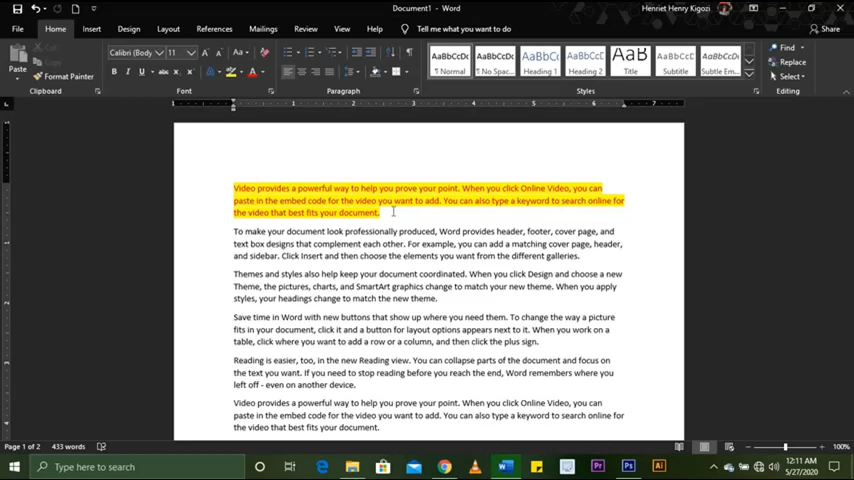 Document1 - Word
Henriet Henry Kigozi
File Home Insert Draw Design Layout References Mailings Review View Help Tell me what you want to do Share
Paste
Cut
Copy
Format Painter
Clipboard
Calibri (Body) 11
Font
Paragraph
AaBbCcDc AaBbCcDc AaBbCc AaBbCcC AaB AaBbCcC AaBbCcDc
¶ Normal ¶ No Spac... Heading 1 Heading 2 Title Subtitle Subtle Em...
Styles
Find
Replace
Select
Editing
1 1 2 3 4 5 6 7
Video provides a powerful way to help you prove your point. When you click Online Video, you can
paste in the embed code for the video you want to add. You can also type a keyword to search online for
the video that best fits your document.
To make your document look professionally produced, Word provides header, footer, cover page, and
text box designs that complement each other. For example, you can add a matching cover page, header,
and sidebar. Click Insert and then choose the elements you want from the different galleries.
Themes and styles also help keep your document coordinated. When you click Design and choose a new
Theme, the pictures, charts, and SmartArt graphics change to match your new theme. When you apply
styles, your headings change to match the new theme.
Save time in Word with new buttons that show up where you need them. To change the way a picture
fits in your document, click it and a button for layout options appears next to it. When you work on a
table, click where you want to add a row or a column, and then click the plus sign.
Reading is easier, too, in the new Reading view. You can collapse parts of the document and focus on
the text you want. If you need to stop reading before you reach the end, Word remembers where you
left off - even on another device.
Video provides a powerful way to help you prove your point. When you click Online Video, you can
paste in the embed code for the video you want to add. You can also type a keyword to search online for
the video that best fits your document.
Page 1 of 2 433 words 100%
Type here to search
12:11 AM
5/27/2020